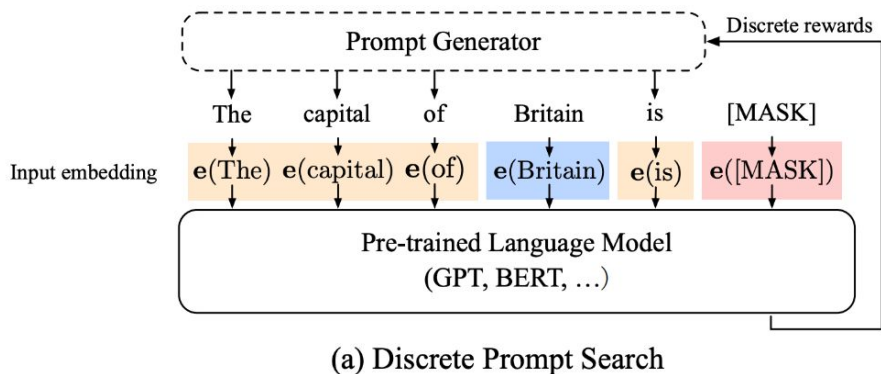 Prompt Generator
Discrete rewards
The capital of Britain is [MASK]
Input embedding e(The) e(capital) e(of) e(Britain) e(is) e([MASK])
Pre-trained Language Model
(GPT, BERT, …)
(a) Discrete Prompt Search